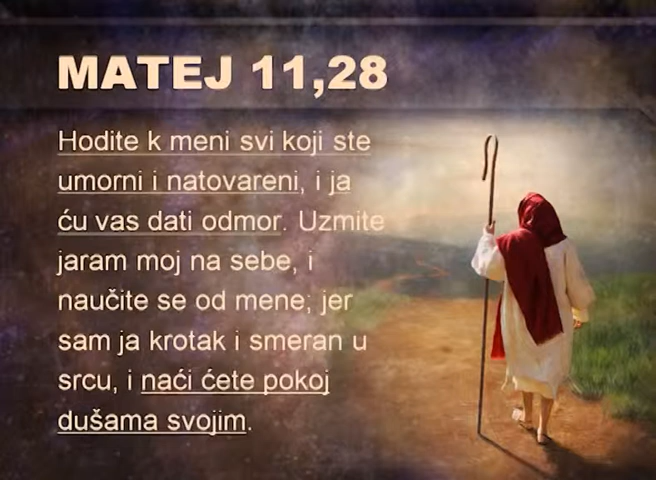 MATEJ 11,28
Hodite k meni svi koji ste
umorni i natovareni, i ja
ću vas dati odmor. Uzmite
jaram moj na sebe, i
naučite se od mene; jer
sam ja krotak i smeran u
srcu, i naći ćete pokoj
dušama svojim.